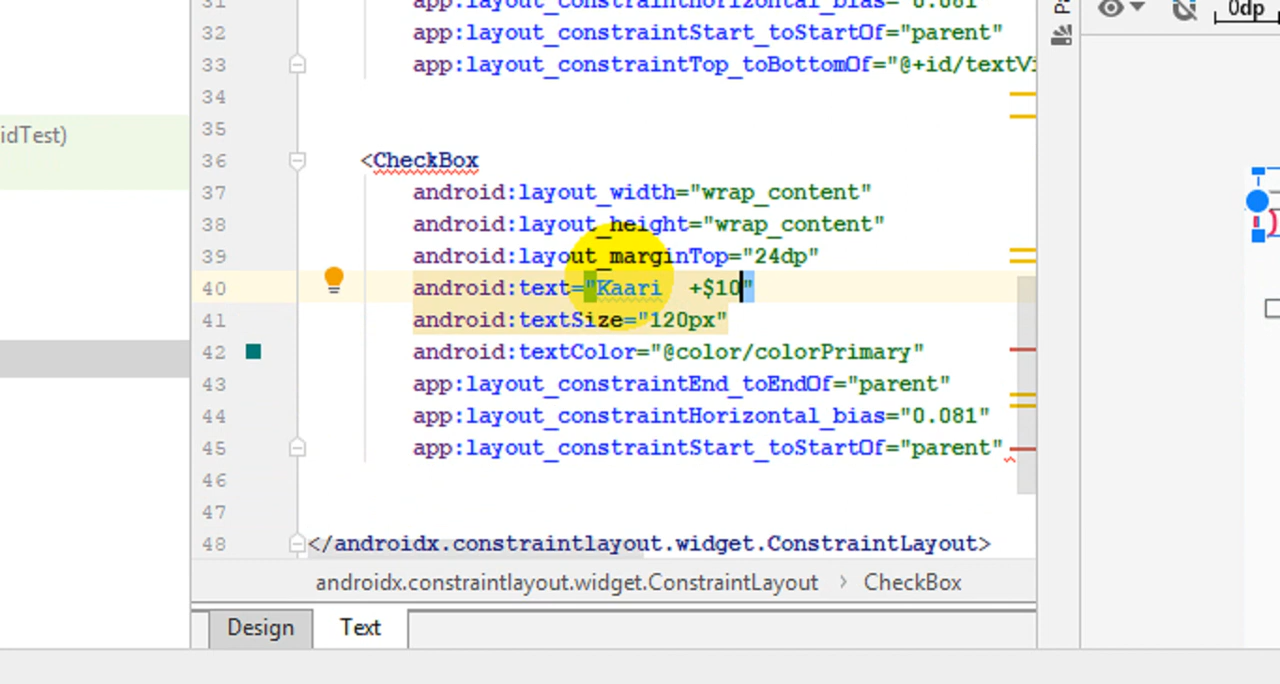 0dp
31 app:layout_constraintHorizontal_bias="0.081
32 app:layout_constraintStart_toStartOf="parent"
33 app:layout_constraintTop_toBottomOf="@+id/textVi
34
idTest)
35
36 <CheckBox
37 android:layout_width="wrap_content"
38 android:layout_height="wrap_content"
39 android:layout_marginTop="24dp"
40 android:text="Kaari  +$10"
41 android:textSize="120px"
42 android:textColor="@color/colorPrimary"
43 app:layout_constraintEnd_toEndOf="parent"
44 app:layout_constraintHorizontal_bias="0.081"
45 app:layout_constraintStart_toStartOf="parent"
46
47
48 </androidx.constraintlayout.widget.ConstraintLayout>
androidx.constraintlayout.widget.ConstraintLayout › CheckBox
Design Text